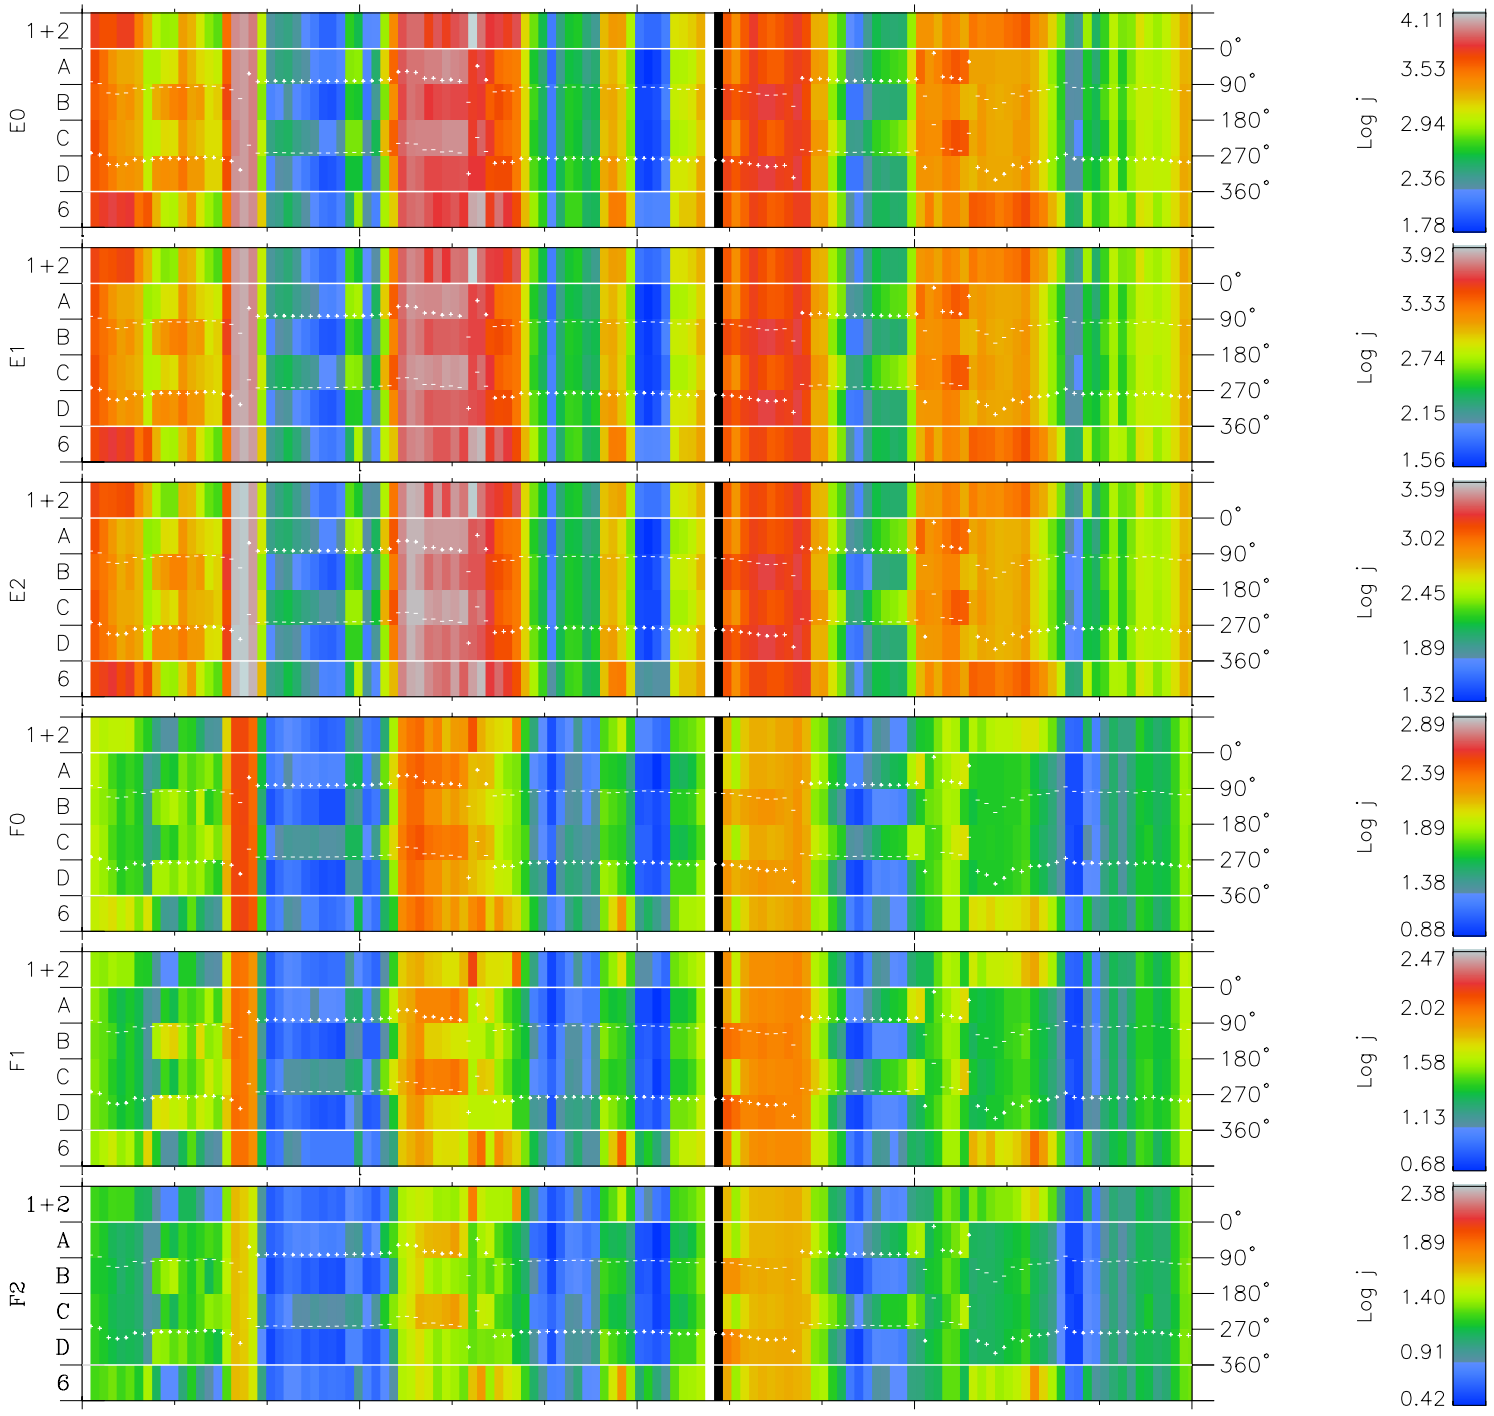 1+2
A
B
C
D
6
E0
0°
90°
180°
270°
360°
Log j
4.11
3.53
2.94
2.36
1.78
1+2
A
B
C
D
6
E1
0°
90°
180°
270°
360°
Log j
3.92
3.33
2.74
2.15
1.56
1+2
A
B
C
D
6
E2
0°
90°
180°
270°
360°
Log j
3.59
3.02
2.45
1.89
1.32
1+2
A
B
C
D
6
F0
0°
90°
180°
270°
360°
Log j
2.89
2.39
1.89
1.38
0.88
1+2
A
B
C
D
6
F1
0°
90°
180°
270°
360°
Log j
2.47
2.02
1.58
1.13
0.68
1+2
A
B
C
D
6
F2
0°
90°
180°
270°
360°
Log j
2.38
1.89
1.40
0.91
0.42